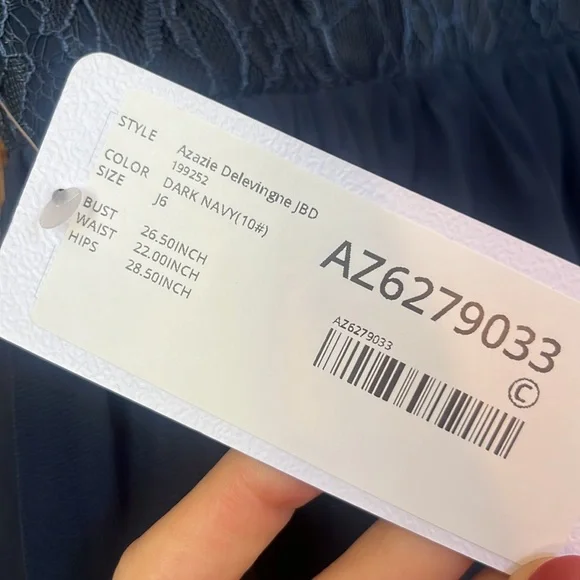 STYLE Azazie Delevingne JBD
199252
COLOR DARK NAVY(10#)
SIZE J6
BUST 26.50INCH
WAIST 22.00INCH
HIPS 28.50INCH
AZ6279033
AZ6279033
©